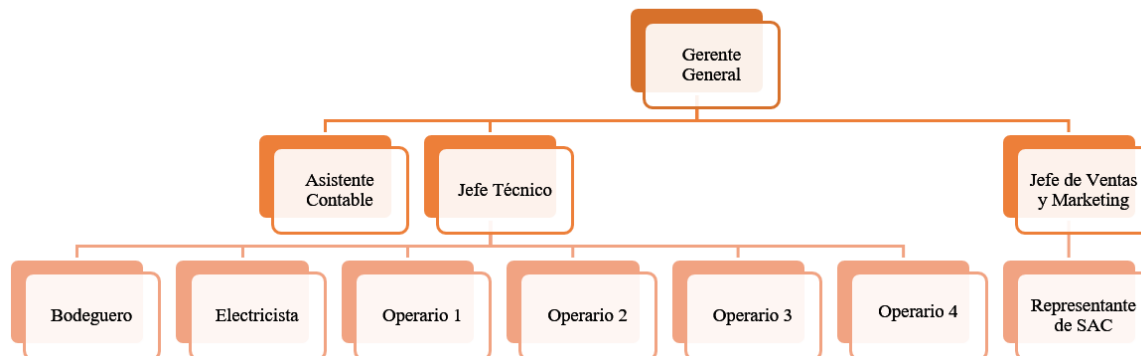 Gerente
General
Asistente
Contable
Jefe Técnico
Jefe de Ventas
y Marketing
Bodeguero
Electricista
Operario 1
Operario 2
Operario 3
Operario 4
Representante
de SAC